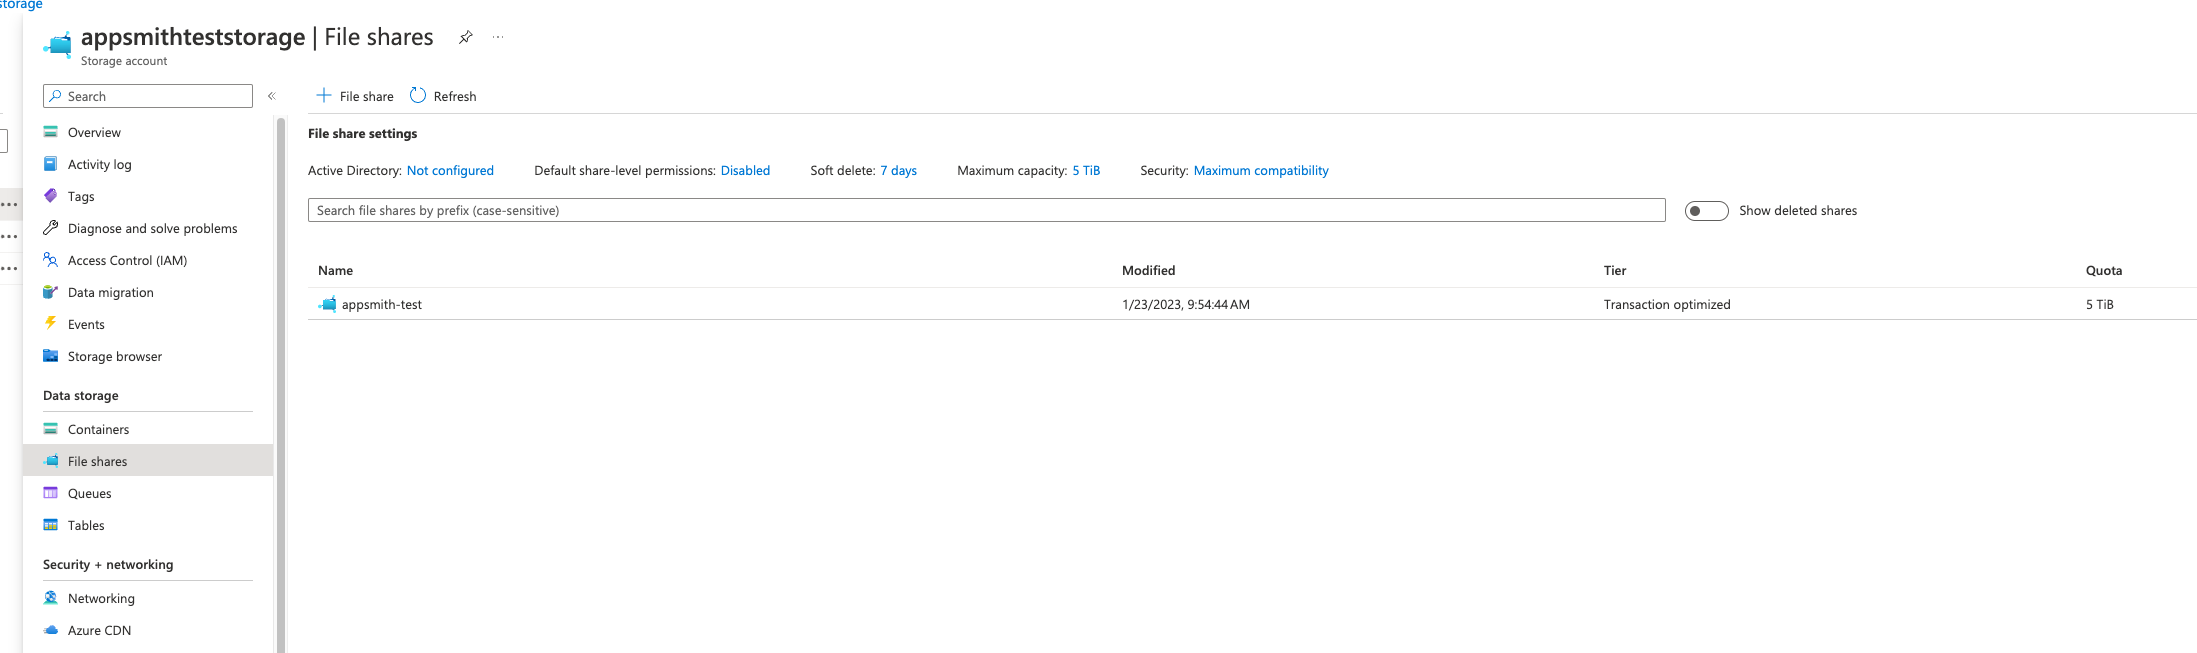 storage
appsmithteststorage | File shares
Storage account
Search
File share
Refresh
Overview
Activity log
Tags
Diagnose and solve problems
Access Control (IAM)
Data migration
Events
Storage browser
Data storage
Containers
File shares
Queues
Tables
Security + networking
Networking
Azure CDN
File share settings
Active Directory: Not configured
Default share-level permissions: Disabled
Soft delete: 7 days
Maximum capacity: 5 TiB
Security: Maximum compatibility
Search file shares by prefix (case-sensitive)
Show deleted shares
Name Modified Tier Quota
appsmith-test 1/23/2023, 9:54:44 AM Transaction optimized 5 TiB